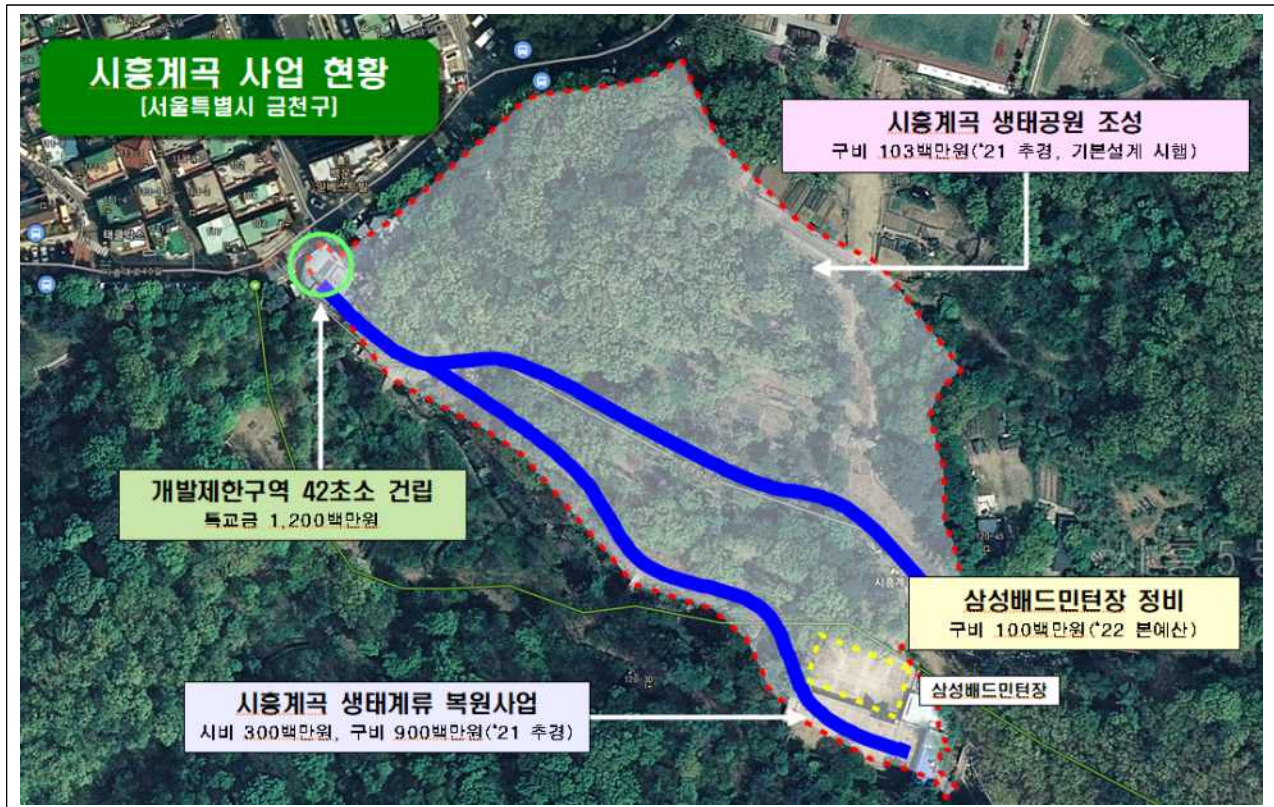 시흥계곡 사업 현황
[서울특별시 금천구]
시흥계곡 생태공원 조성
구비 103백만원('21 추경, 기본설계 시행)
개발제한구역 42초소 건립
특교금 1,200백만원
삼성배드민턴장 정비
구비 100백만원('22 본예산)
삼성배드민턴장
시흥계곡 생태계류 복원사업
시비 300백만원, 구비 900백만원('21 추경)
시흥5동
120-45